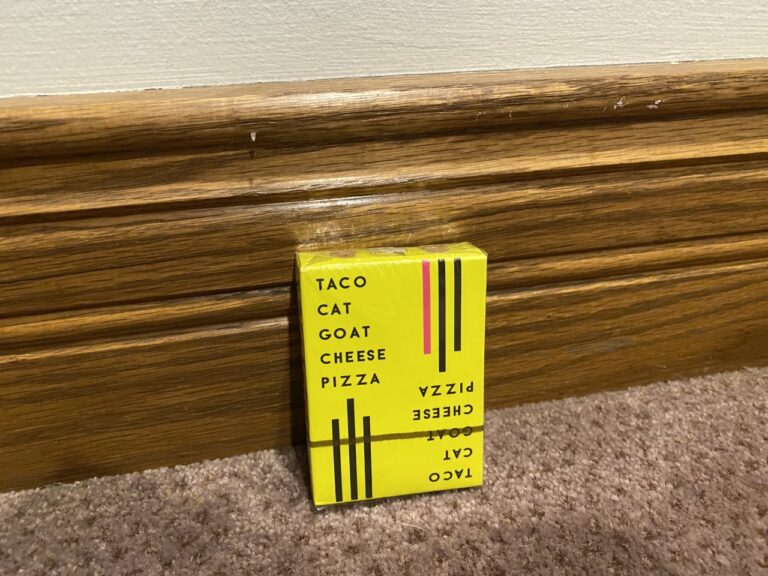 TACO
CAT
GOAT
CHEESE
PIZZA
TACO
CAT
GOAT
CHEESE
PIZZA